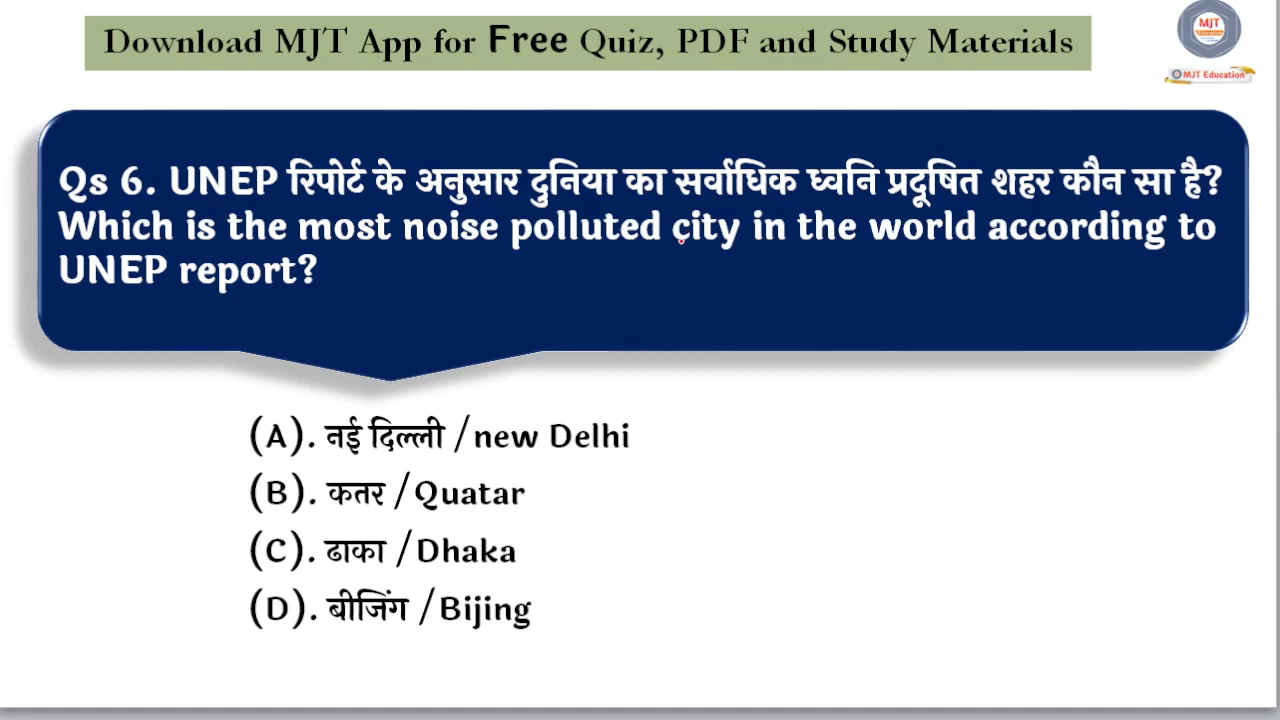 Download MJT App for Free Quiz, PDF and Study Materials
MJT
MJT Education
Qs 6. UNEP रिपोर्ट के अनुसार दुनिया का सर्वाधिक ध्वनि प्रदूषित शहर कौन सा है?
Which is the most noise polluted city in the world according to
UNEP report?
(A). नई दिल्ली /new Delhi
(B). कतर /Quatar
(C). ढाका /Dhaka
(D). बीजिंग /Bijing